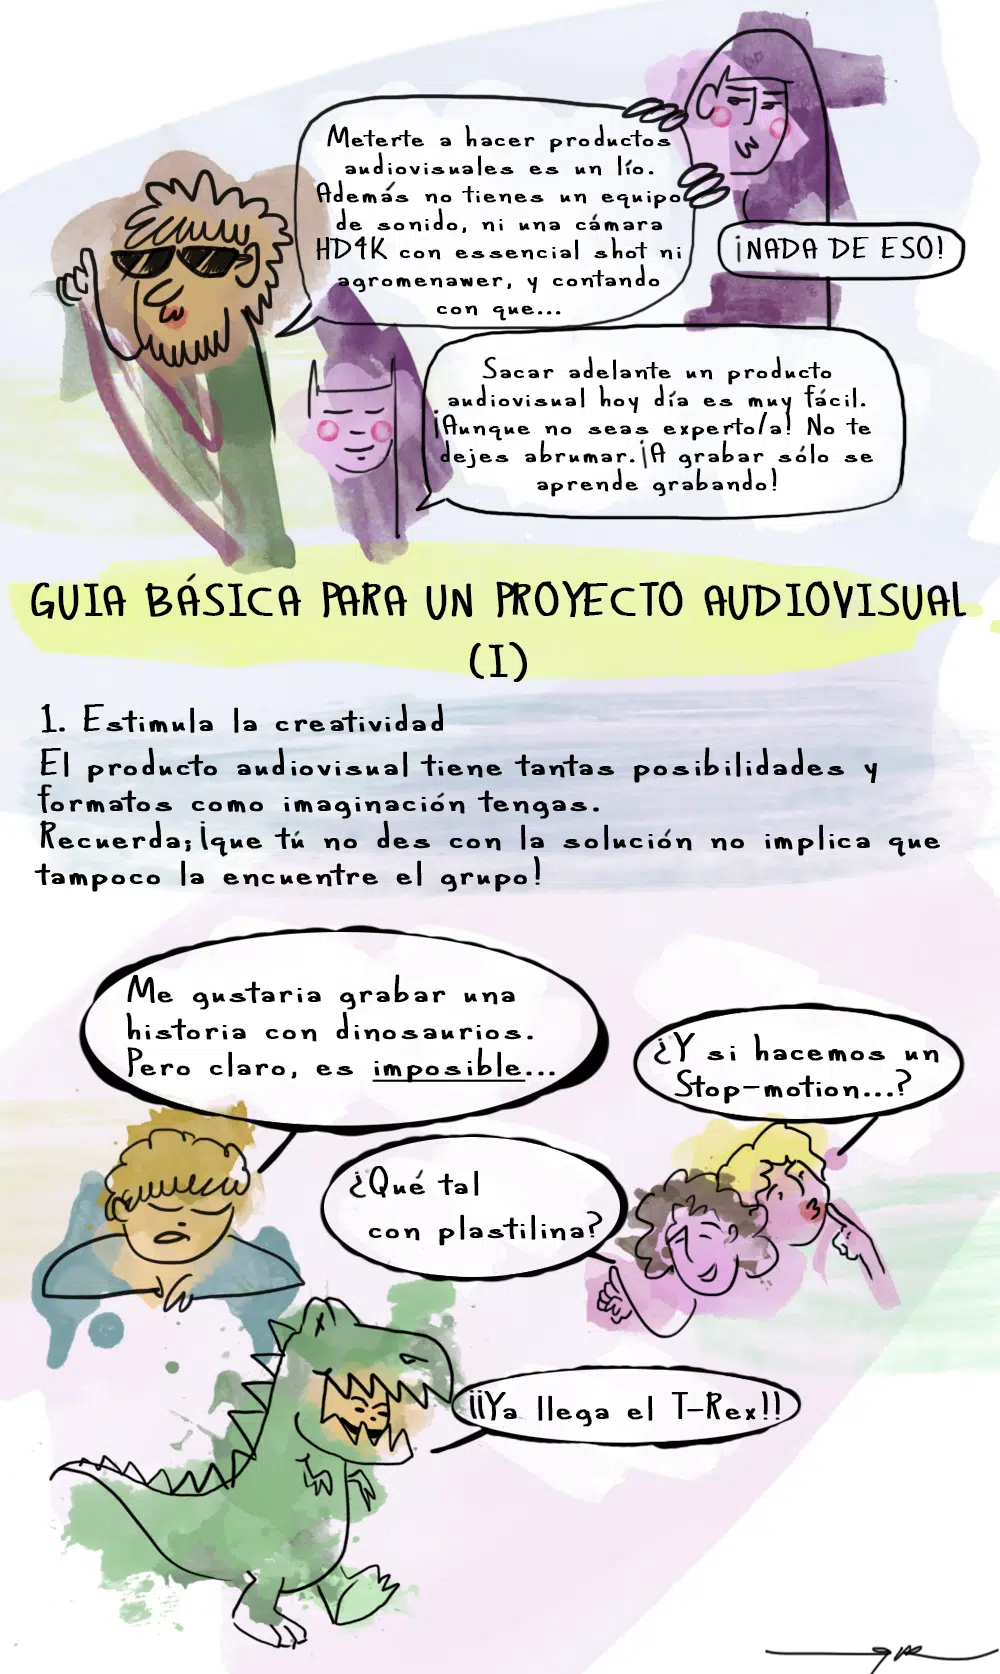 Meterte a hacer productos
audiovisuales es un lío.
Además no tienes un equipo
de sonido, ni una cámara
HD4K con essencial shot ni
agromenawer, y contando
con que...
¡NADA DE ESO!
Sacar adelante un producto
audiovisual hoy día es muy fácil.
¡Aunque no seas experto/a! No te
dejes abrumar. ¡A grabar sólo se
aprende grabando!
GUIA BÁSICA PARA UN PROYECTO AUDIOVISUAL
(I)
1. Estimula la creatividad
El producto audiovisual tiene tantas posibilidades y
formatos como imaginación tengas.
Recuerda; ¡que tú no des con la solución no implica que
tampoco la encuentre el grupo!
Me gustaria grabar una
historia con dinosaurios.
Pero claro, es imposible...
¿Y si hacemos un
Stop-motion...?
¿Qué tal
con plastilina?
¡¡Ya llega el T-Rex!!